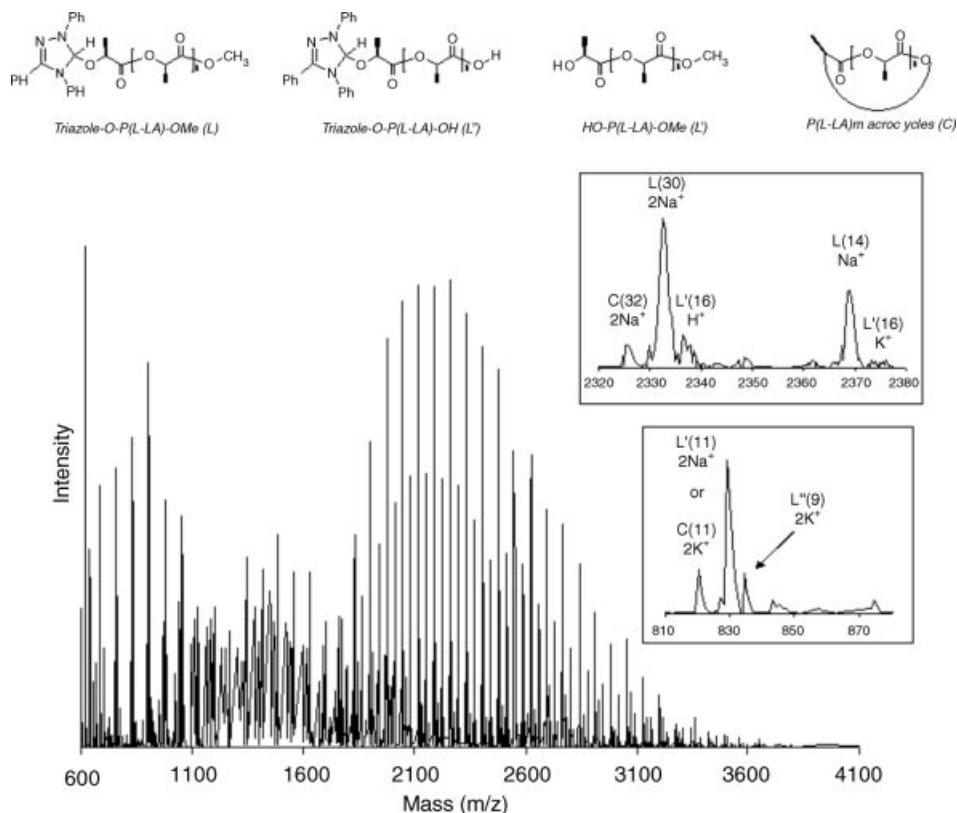 Ph
N
N
H
PH
N
PH
O
O
O
O
O
CH₃
Triazole-O-P(L-LA)-OMe (L)
Ph
N
N
H
Ph
N
Ph
O
O
O
O
O
H
Triazole-O-P(L-LA)-OH (L")
HO
O
O
O
O
CH₃
HO-P(L-LA)-OMe (L')
O
O
O
O
P(L-LA)m acroc ycles (C)
L(30)
2Na⁺
L(14)
Na⁺
C(32)
2Na⁺
L'(16)
H⁺
L'(16)
K⁺
2320 2330 2340 2350 2360 2370 2380
L'(11)
2Na⁺
or
C(11)
2K⁺
L"(9)
2K⁺
810 830 850 870
Intensity
600 1100 1600 2100 2600 3100 3600 4100
Mass (m/z)